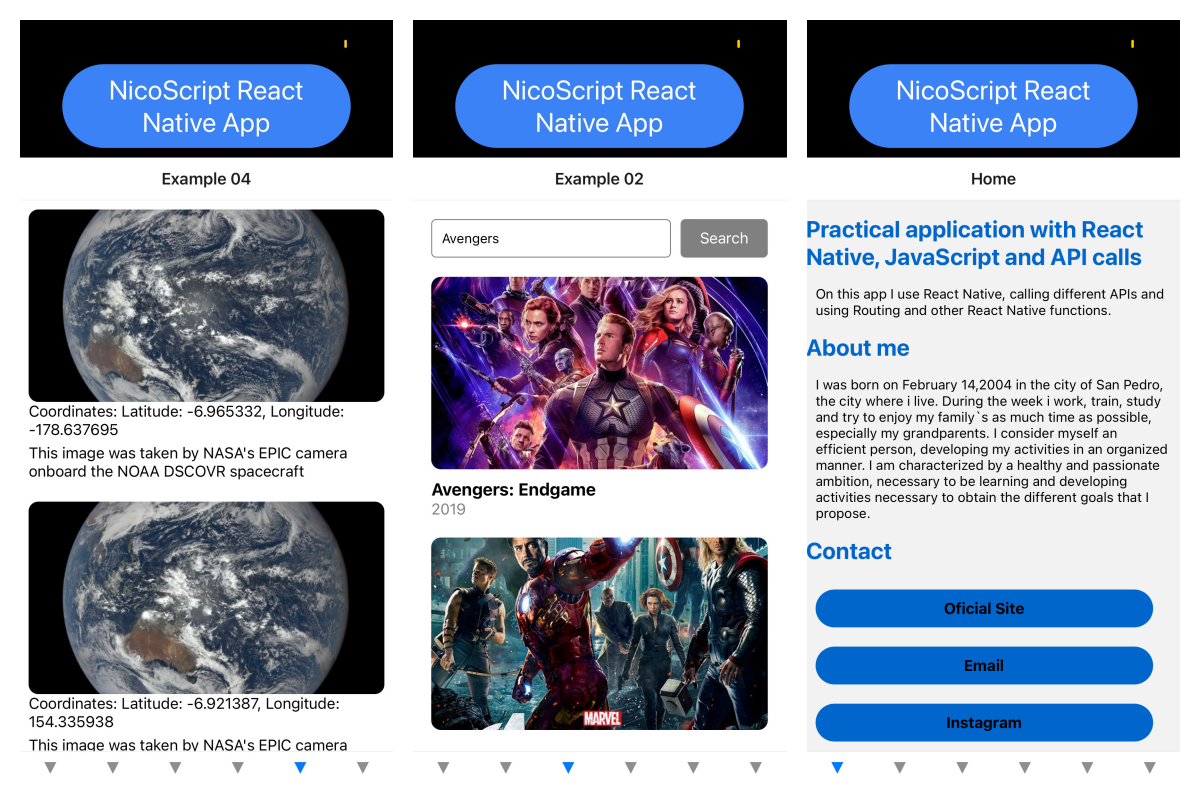 NicoScript React
Native App
Example 04
Coordinates: Latitude: -6.965332, Longitude:
-178.637695
This image was taken by NASA's EPIC camera
onboard the NOAA DSCOVR spacecraft
Coordinates: Latitude: -6.921387, Longitude:
154.335938
This image was taken by NASA's EPIC camera
NicoScript React
Native App
Example 02
Avengers
Search
Avengers: Endgame
2019
MARVEL
NicoScript React
Native App
Home
Practical application with React
Native, JavaScript and API calls
On this app I use React Native, calling different APIs and
using Routing and other React Native functions.
About me
I was born on February 14,2004 in the city of San Pedro,
the city where i live. During the week i work, train, study
and try to enjoy my family`s as much time as possible,
especially my grandparents. I consider myself an
efficient person, developing my activities in an organized
manner. I am characterized by a healthy and passionate
ambition, necessary to be learning and developing
activities necessary to obtain the different goals that I
propose.
Contact
Oficial Site
Email
Instagram